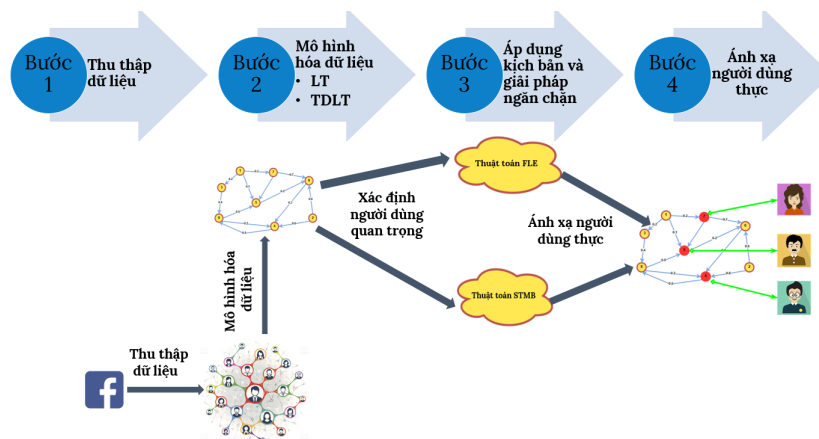 Bước
1
Thu thập
dữ liệu
Bước
2
Mô hình
hóa dữ liệu
• LT
• TDLT
Bước
3
Áp dụng
kịch bản và
giải pháp
ngăn chặn
Bước
4
Ánh xạ
người dùng
thực
Thuật toán FLE
Xác định
người dùng
quan trọng
Ánh xạ người
dùng thực
Thuật toán STMB
Mô hình hóa
dữ liệu
Thu thập
dữ liệu
f